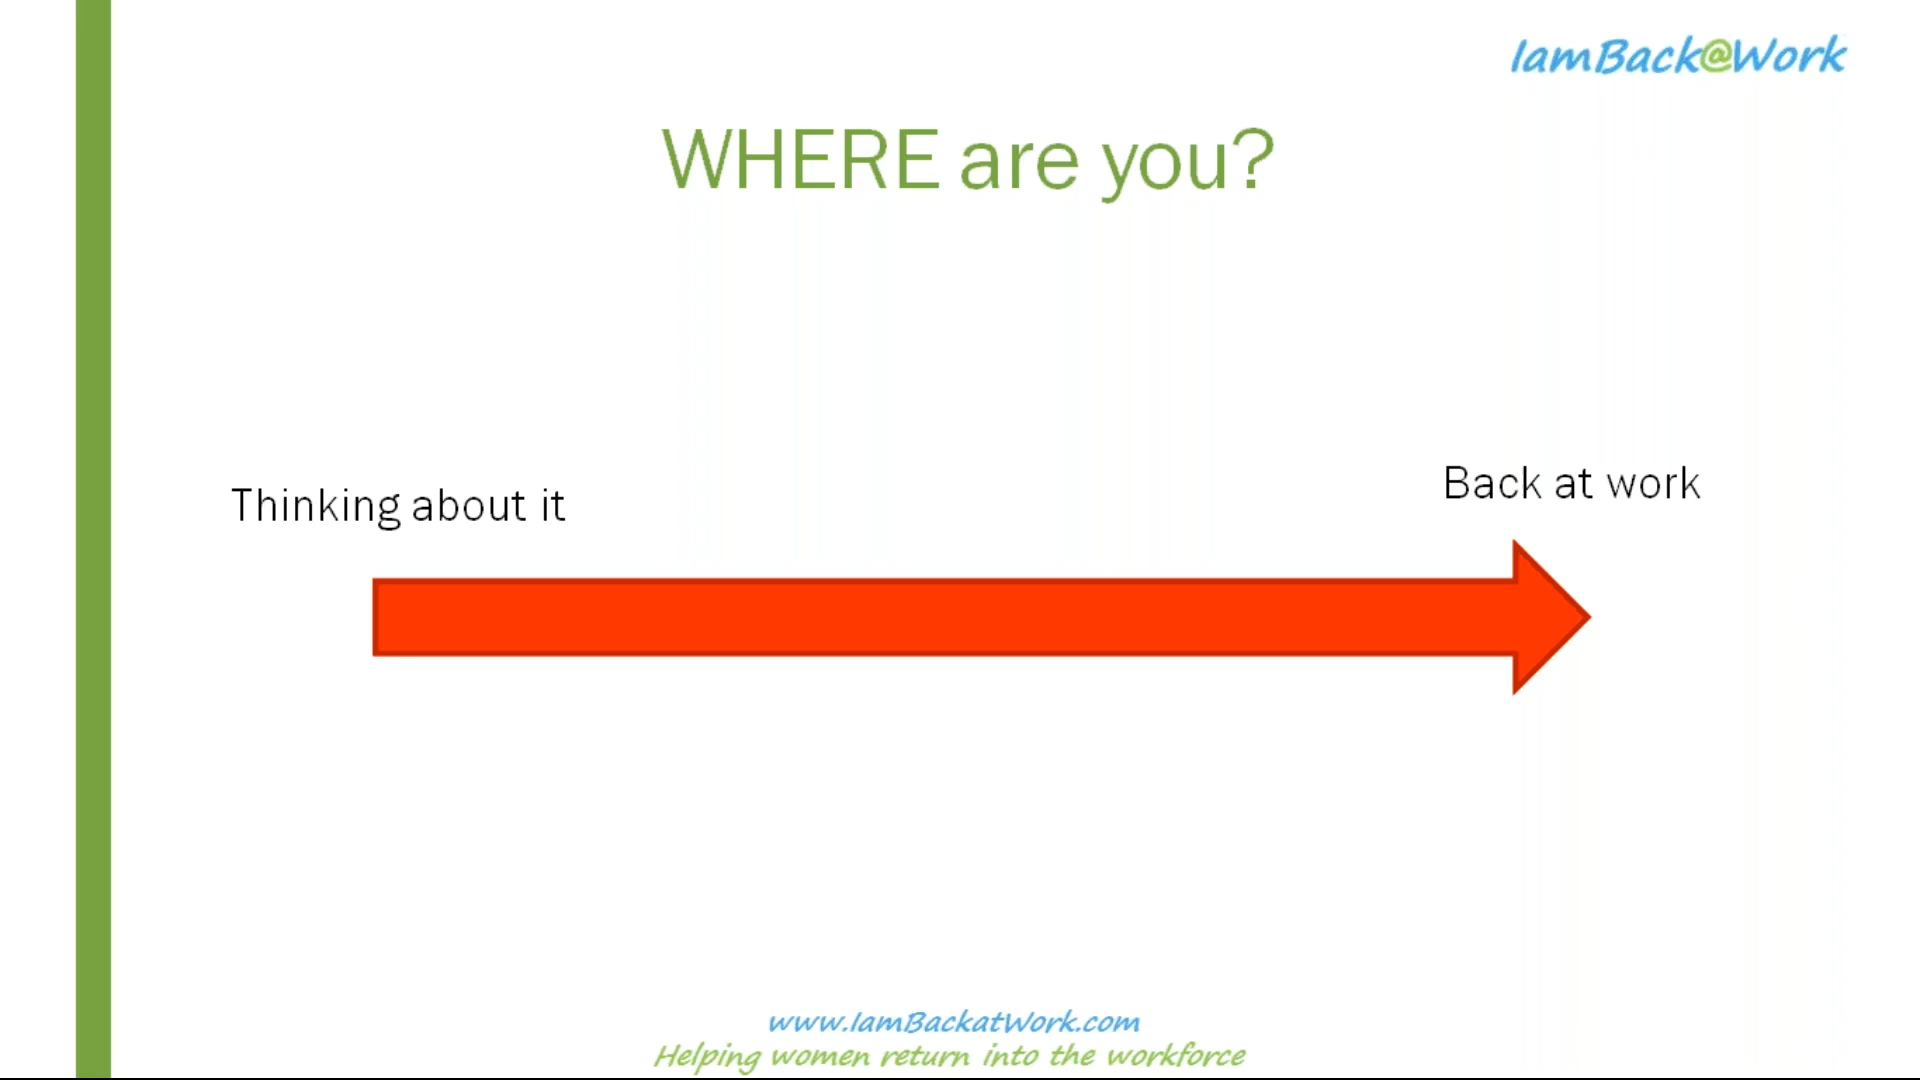 IamBack@Work
WHERE are you?
Thinking about it
Back at work
www.IamBackatWork.com
Helping women return into the workforce